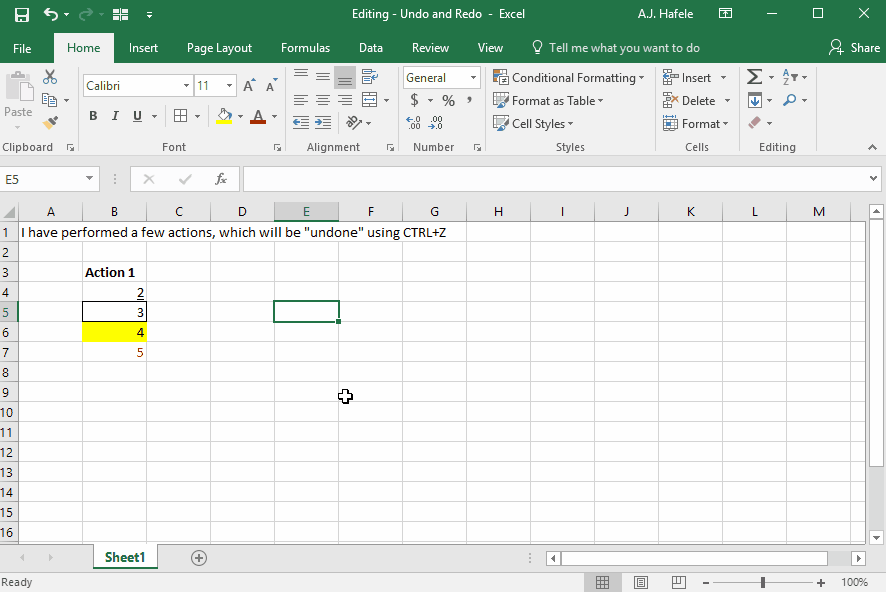 Editing - Undo and Redo - Excel A.J. Hafele
File Home Insert Page Layout Formulas Data Review View Tell me what you want to do Share
Paste Calibri 11 A A General Conditional Formatting Insert
B I U A $ % , Format as Table Delete
Cell Styles Format
Clipboard Font Alignment Number Styles Cells Editing
E5 fx
A B C D E F G H I J K L M
1 I have performed a few actions, which will be "undone" using CTRL+Z
2
3 Action 1
4 2
5 3
6 4
7 5
8
9
10
11
12
13
14
15
16
Sheet1
Ready 100%